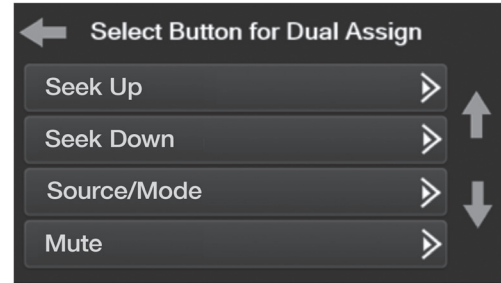 Select Button for Dual Assign
Seek Up
Seek Down
Source/Mode
Mute